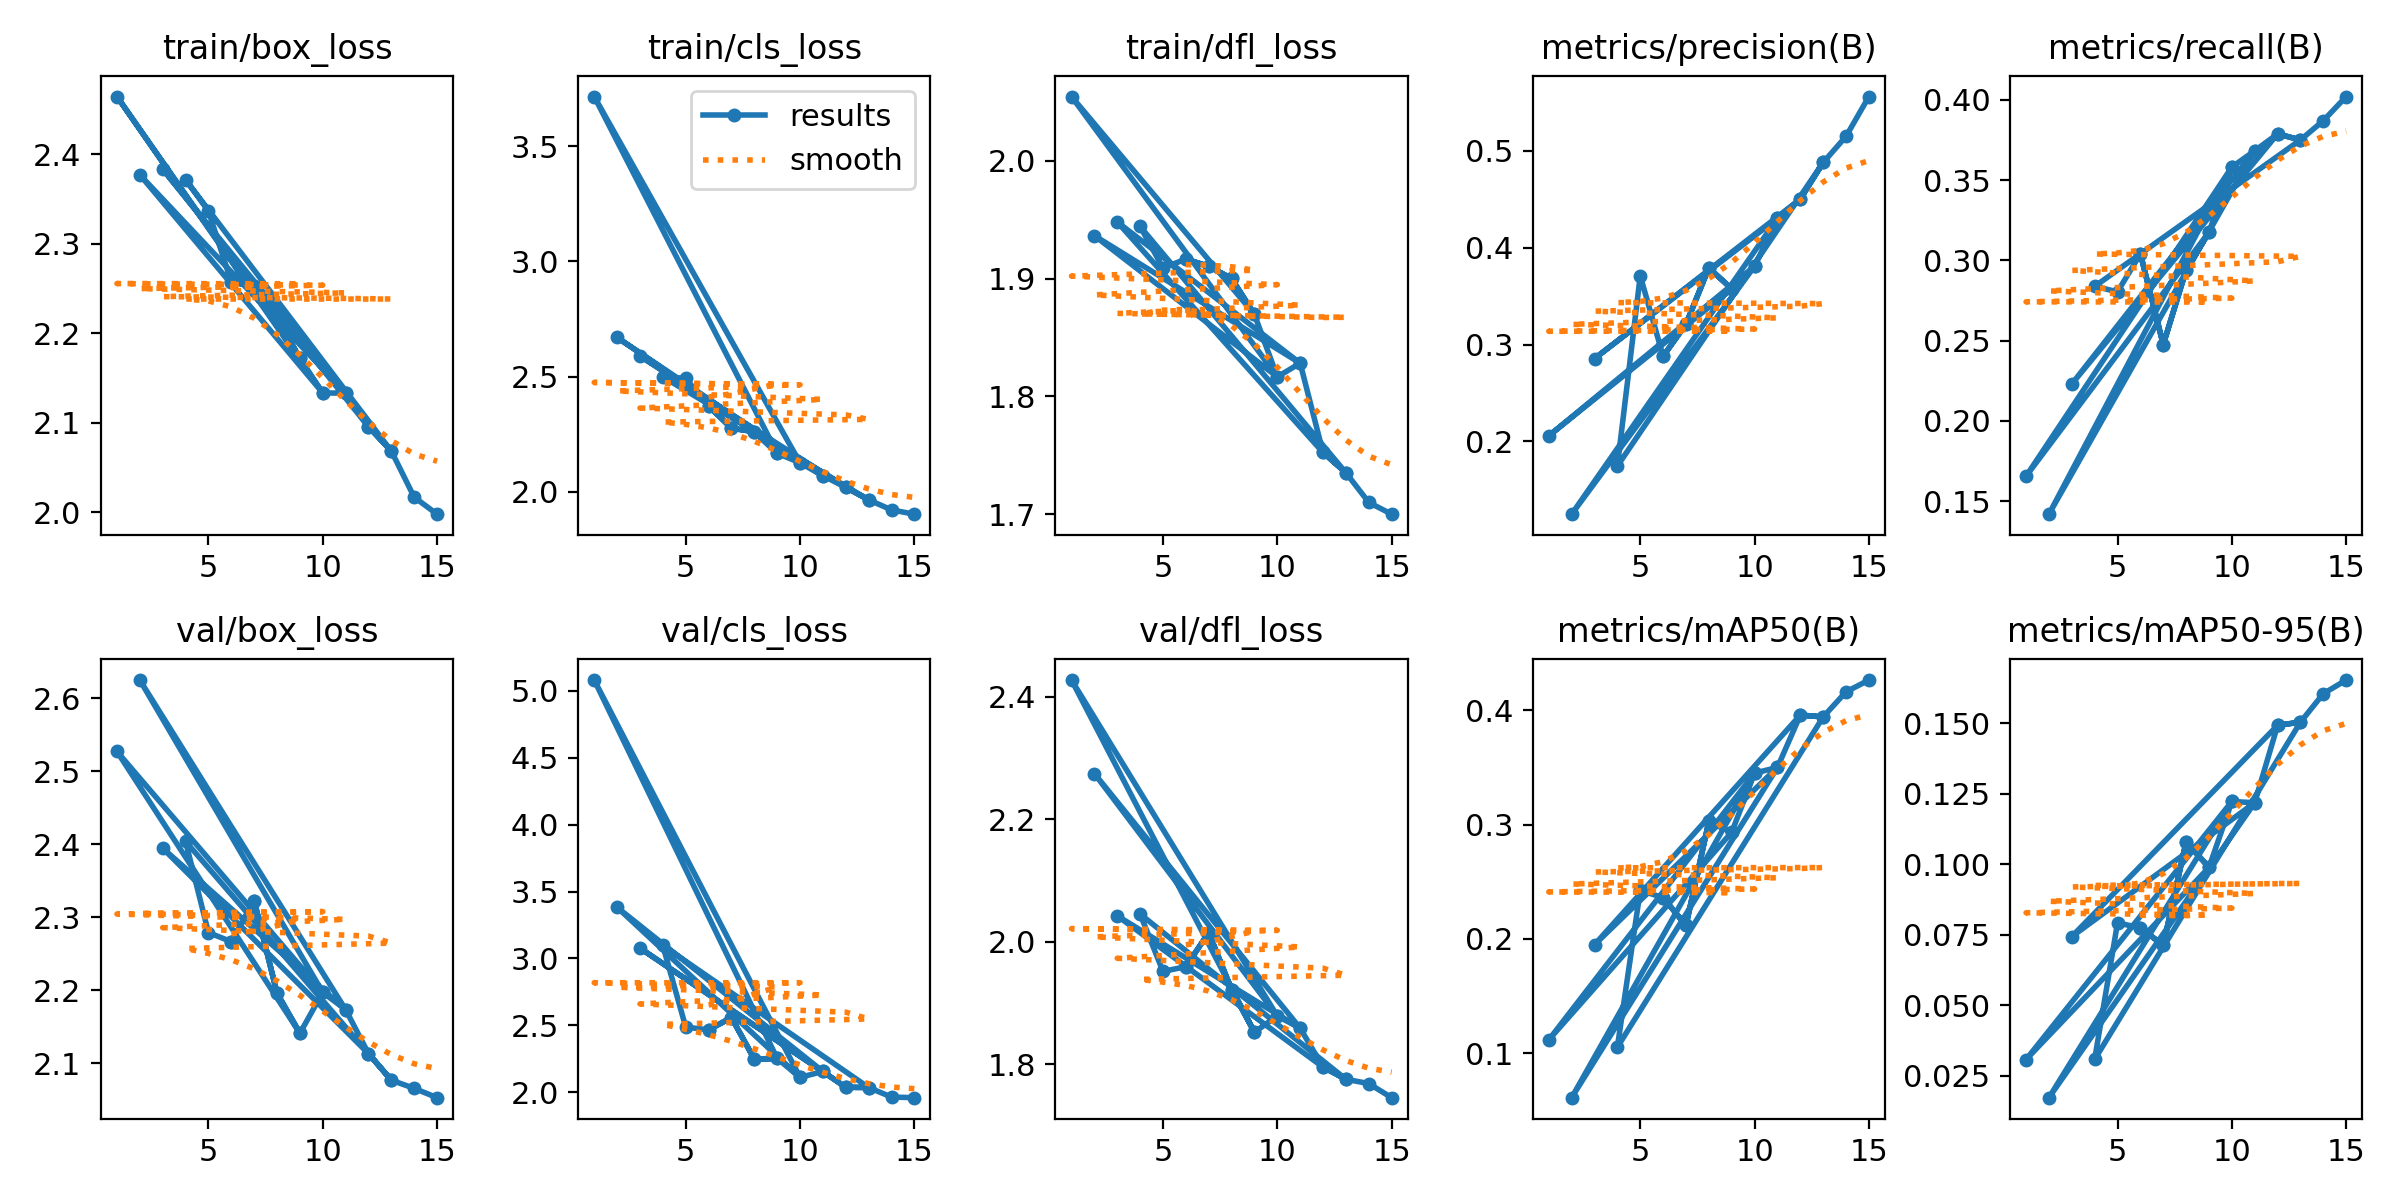 train/box_loss
2.4
2.3
2.2
2.1
2.0
5 10 15
train/cls_loss
results
smooth
3.5
3.0
2.5
2.0
5 10 15
train/dfl_loss
2.0
1.9
1.8
1.7
5 10 15
metrics/precision(B)
0.5
0.4
0.3
0.2
5 10 15
metrics/recall(B)
0.40
0.35
0.30
0.25
0.20
0.15
5 10 15
val/box_loss
2.6
2.5
2.4
2.3
2.2
2.1
5 10 15
val/cls_loss
5.0
4.5
4.0
3.5
3.0
2.5
2.0
5 10 15
val/dfl_loss
2.4
2.2
2.0
1.8
5 10 15
metrics/mAP50(B)
0.4
0.3
0.2
0.1
5 10 15
metrics/mAP50-95(B)
0.150
0.125
0.100
0.075
0.050
0.025
5 10 15